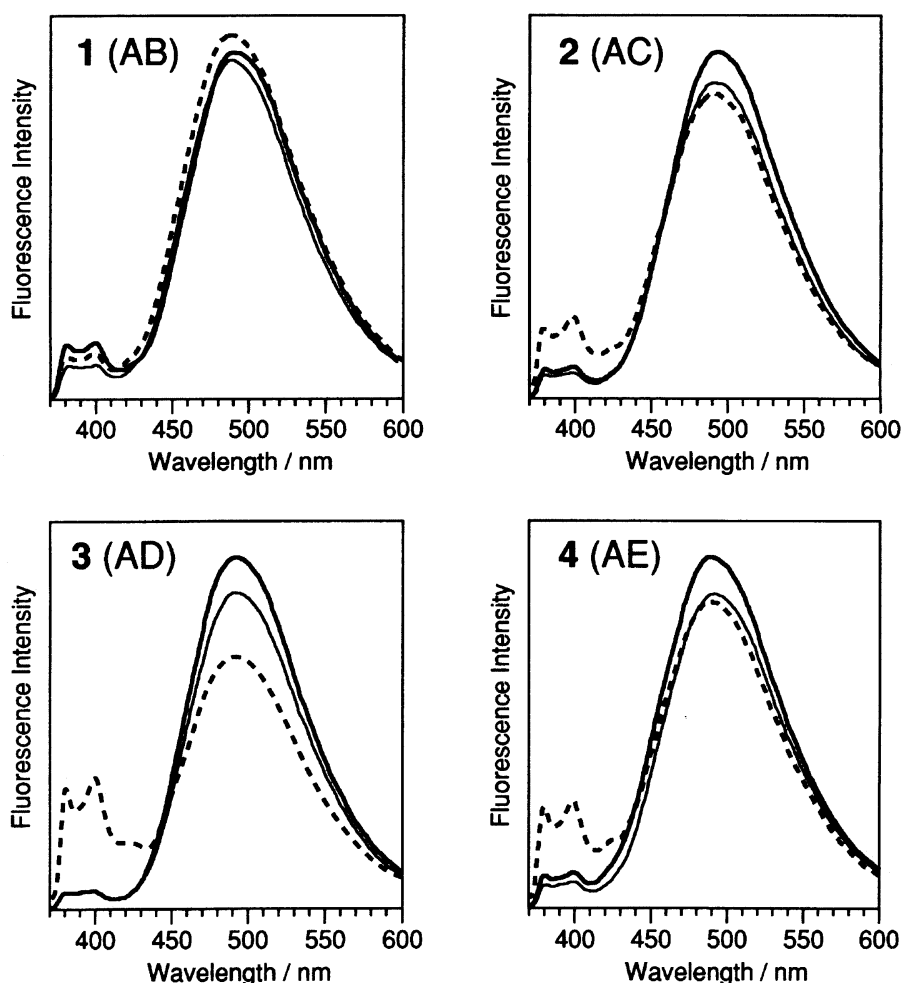 1 (AB)
Fluorescence Intensity
400 450 500 550 600
Wavelength / nm
2 (AC)
Fluorescence Intensity
400 450 500 550 600
Wavelength / nm
3 (AD)
Fluorescence Intensity
400 450 500 550 600
Wavelength / nm
4 (AE)
Fluorescence Intensity
400 450 500 550 600
Wavelength / nm